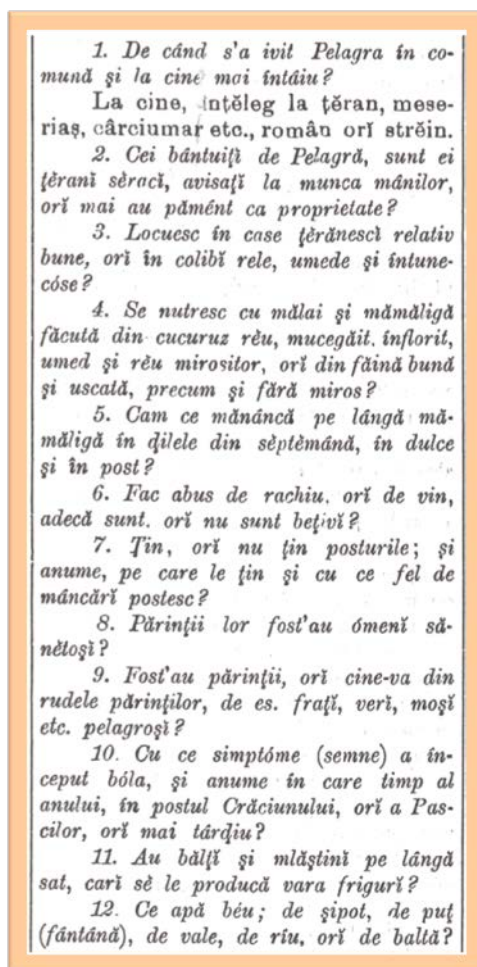 1. De când s'a ivit Pelagra în co-
mună şi la cine mai întâiu?
La cine, înţĕleg la ţĕran, mese-
riaş, cârciumar etc., român orĭ strĕin.
2. Cei bântuiţĭ de Pelagră, sunt ei
ţĕranĭ sĕracĭ, avisaţĭ la munca mânilor,
orĭ mai au pămĕnt ca proprietate?
3. Locuesc în case ţĕrănescĭ relativ
bune, orĭ în colibĭ rele, umede şi întune-
cóse?
4. Se nutresc cu mălai şi mămăligă
făcută din cucuruz rĕu, mucegăit, înflorit,
umed şi rĕu mirositor, orĭ din făină bună
şi uscată, precum şi fără miros?
5. Cam ce mănâncă pe lângă mă-
măligă în ḑilele din sĕptĕmână, în dulce
şi în post?
6. Fac abus de rachiu, orĭ de vin,
adecă sunt, orĭ nu sunt beţivĭ?
7. Ţin, orĭ nu ţin posturile; şi
anume, pe care le ţin şi cu ce fel de
mâncărĭ postesc?
8. Părinţii lor fost'au ómenĭ să-
nĕtoşĭ?
9. Fost'au părinţii, orĭ cine-va din
rudele părinţilor, de es. fraţĭ, verĭ, moşĭ
etc. pelagroşĭ?
10. Cu ce simptóme (semne) a în-
ceput bóla, şi anume în care timp al
anului, în postul Crăciunului, orĭ a Pas-
cilor, orĭ mai târḑiu?
11. Au bălţĭ şi mlăştinĭ pe lângă
sat, carĭ sĕ le producă vara frigurĭ?
12. Ce apă bĕu; de şipot, de puţ
(fântână), de vale, de rîu, orĭ de baltă?